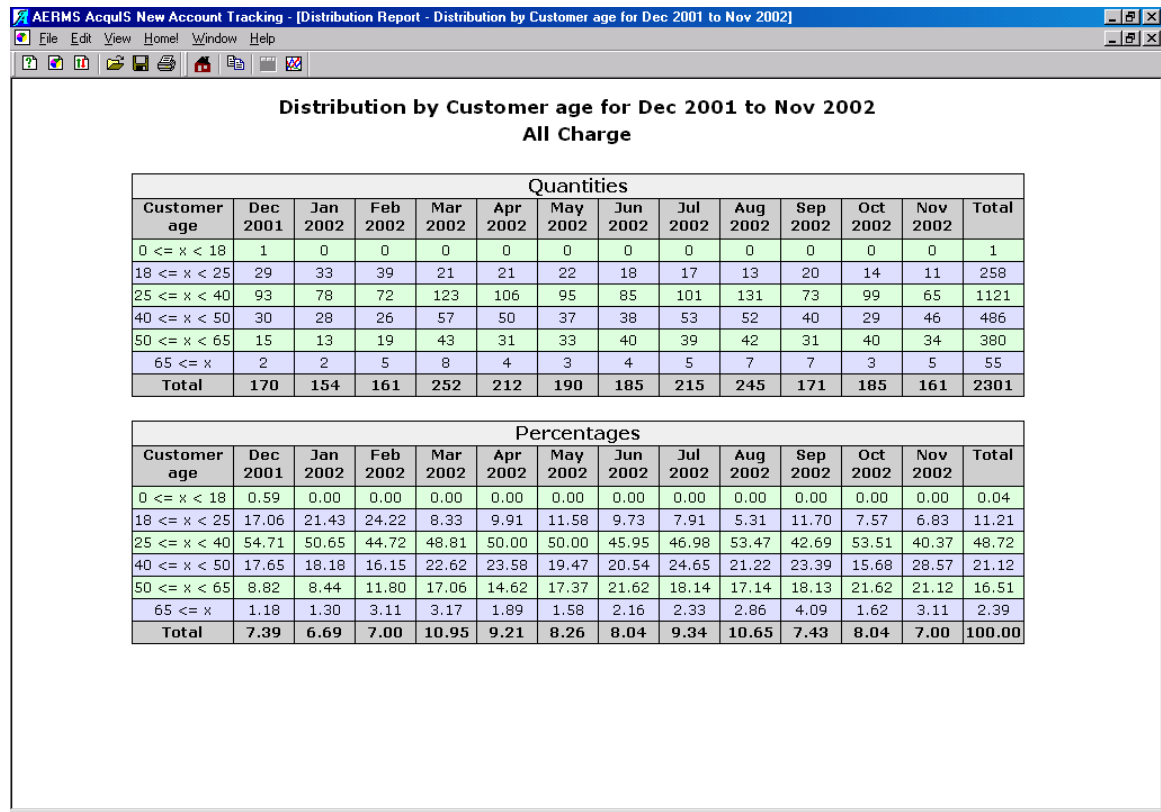 AERMS AcquIS New Account Tracking - [Distribution Report - Distribution by Customer age for Dec 2001 to Nov 2002]
File Edit View Home! Window Help
Distribution by Customer age for Dec 2001 to Nov 2002
All Charge
Quantities
Customer age Dec 2001 Jan 2002 Feb 2002 Mar 2002 Apr 2002 May 2002 Jun 2002 Jul 2002 Aug 2002 Sep 2002 Oct 2002 Nov 2002 Total
0 <= x < 18 1 0 0 0 0 0 0 0 0 0 0 0 1
18 <= x < 25 29 33 39 21 21 22 18 17 13 20 14 11 258
25 <= x < 40 93 78 72 123 106 95 85 101 131 73 99 65 1121
40 <= x < 50 30 28 26 57 50 37 38 53 52 40 29 46 486
50 <= x < 65 15 13 19 43 31 33 40 39 42 31 40 34 380
65 <= x 2 2 5 8 4 3 4 5 7 7 3 5 55
Total 170 154 161 252 212 190 185 215 245 171 185 161 2301
Percentages
Customer age Dec 2001 Jan 2002 Feb 2002 Mar 2002 Apr 2002 May 2002 Jun 2002 Jul 2002 Aug 2002 Sep 2002 Oct 2002 Nov 2002 Total
0 <= x < 18 0.59 0.00 0.00 0.00 0.00 0.00 0.00 0.00 0.00 0.00 0.00 0.00 0.04
18 <= x < 25 17.06 21.43 24.22 8.33 9.91 11.58 9.73 7.91 5.31 11.70 7.57 6.83 11.21
25 <= x < 40 54.71 50.65 44.72 48.81 50.00 50.00 45.95 46.98 53.47 42.69 53.51 40.37 48.72
40 <= x < 50 17.65 18.18 16.15 22.62 23.58 19.47 20.54 24.65 21.22 23.39 15.68 28.57 21.12
50 <= x < 65 8.82 8.44 11.80 17.06 14.62 17.37 21.62 18.14 17.14 18.13 21.62 21.12 16.51
65 <= x 1.18 1.30 3.11 3.17 1.89 1.58 2.16 2.33 2.86 4.09 1.62 3.11 2.39
Total 7.39 6.69 7.00 10.95 9.21 8.26 8.04 9.34 10.65 7.43 8.04 7.00 100.00